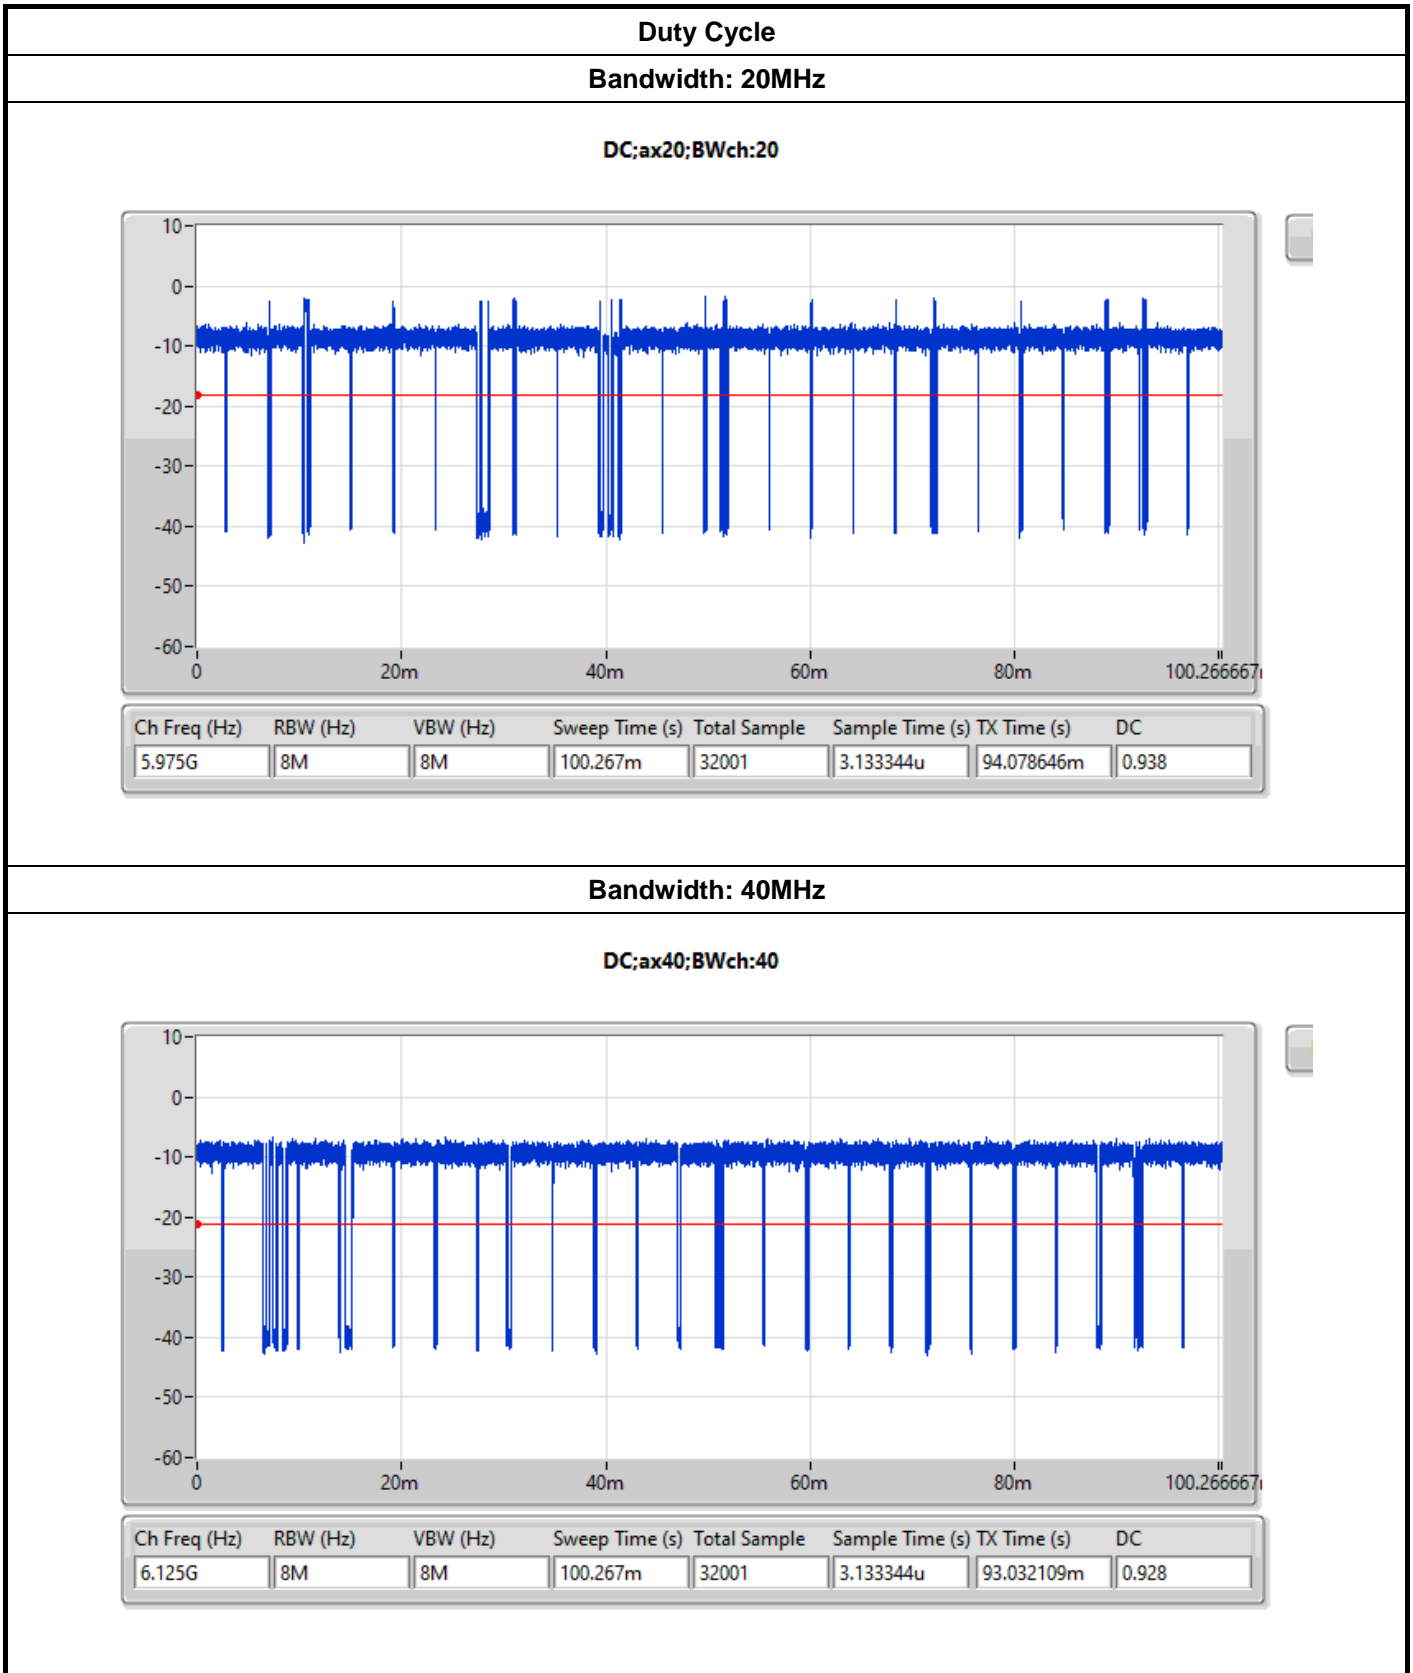 Duty Cycle
Bandwidth: 20MHz
DC;ax20;BWch:20
10
0
-10
-20
-30
-40
-50
-60
0 20m 40m 60m 80m 100.266667
Ch Freq (Hz) RBW (Hz) VBW (Hz) Sweep Time (s) Total Sample Sample Time (s) TX Time (s) DC
5.975G 8M 8M 100.267m 32001 3.133344u 94.078646m 0.938
Bandwidth: 40MHz
DC;ax40;BWch:40
10
0
-10
-20
-30
-40
-50
-60
0 20m 40m 60m 80m 100.266667
Ch Freq (Hz) RBW (Hz) VBW (Hz) Sweep Time (s) Total Sample Sample Time (s) TX Time (s) DC
6.125G 8M 8M 100.267m 32001 3.133344u 93.032109m 0.928